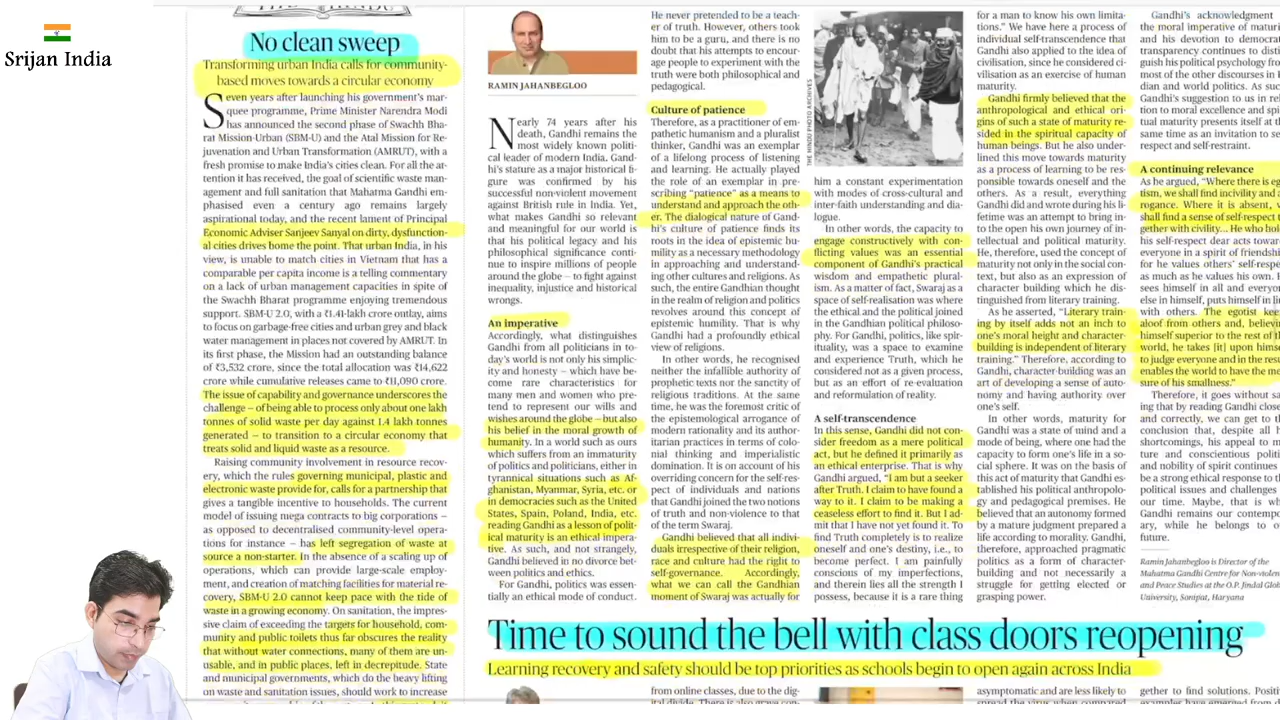 Srijan India
No clean sweep
Transforming urban India calls for community-
based moves towards a circular economy
Seven years after launching his government's mar-
quee programme, Prime Minister Narendra Modi
has announced the second phase of Swachh Bha-
rat Mission-Urban (SBM-U) and the Atal Mission for Re-
juvenation and Urban Transformation (AMRUT), with a
fresh promise to make India's cities clean. For all the at-
tention it has received, the goal of scientific waste man-
agement and full sanitation that Mahatma Gandhi em-
phasised even a century ago remains largely
aspirational today, and the recent lament of Principal
Economic Adviser Sanjeev Sanyal on dirty, dysfunction-
al cities drives home the point. That urban India, in his
view, is unable to match cities in Vietnam that has a
comparable per capita income is a telling commentary
on a lack of urban management capacities in spite of
the Swachh Bharat programme enjoying tremendous
support. SBM-U 2.0, with a ₹1.41-lakh crore outlay, aims
to focus on garbage-free cities and urban grey and black
water management in places not covered by AMRUT. In
its first phase, the Mission had an outstanding balance
of ₹3,532 crore, since the total allocation was ₹14,622
crore while cumulative releases came to ₹11,090 crore.
The issue of capability and governance underscores the
challenge – of being able to process only about one lakh
tonnes of solid waste per day against 1.4 lakh tonnes
generated – to transition to a circular economy that
treats solid and liquid waste as a resource.
Raising community involvement in resource recov-
ery, which the rules governing municipal, plastic and
electronic waste provide for, calls for a partnership that
gives a tangible incentive to households. The current
model of issuing mega contracts to big corporations –
as opposed to decentralised community-level opera-
tions for instance – has left segregation of waste at
source a non-starter. In the absence of a scaling up of
operations, which can provide large-scale employ-
ment, and creation of matching facilities for material re-
covery, SBM-U 2.0 cannot keep pace with the tide of
waste in a growing economy. On sanitation, the impres-
sive claim of exceeding the targets for household, com-
munity and public toilets thus far obscures the reality
that without water connections, many of them are un-
usable, and in public places, left in decrepitude. State
and municipal governments, which do the heavy lifting
on waste and sanitation issues, should work to increase
RAMIN JAHANBEGLOO
Nearly 74 years after his
death, Gandhi remains the
most widely known politi-
cal leader of modern India. Gand-
hi's stature as a major historical fi-
gure was confirmed by his
successful non-violent movement
against British rule in India. Yet,
what makes Gandhi so relevant
and meaningful for our world is
that his political legacy and his
philosophical significance conti-
nue to inspire millions of people
around the globe – to fight against
inequality, injustice and historical
wrongs.
An imperative
Accordingly, what distinguishes
Gandhi from all politicians in to-
day's world is not only his simplic-
ity and honesty – which have be-
come rare characteristics for
many men and women who pre-
tend to represent our wills and
wishes around the globe – but also
his belief in the moral growth of
humanity. In a world such as ours
which suffers from an immaturity
of politics and politicians, either in
tyrannical situations such as Af-
ghanistan, Myanmar, Syria, etc. or
in democracies such as the United
States, Spain, Poland, India, etc.
reading Gandhi as a lesson of polit-
ical maturity is an ethical impera-
tive. As such, and not strangely,
Gandhi believed in no divorce bet-
ween politics and ethics.
For Gandhi, politics was essen-
tially an ethical mode of conduct.
He never pretended to be a teach-
er of truth. However, others took
him to be a guru, and there is no
doubt that his attempts to encour-
age people to experiment with the
truth were both philosophical and
pedagogical.
Culture of patience
Therefore, as a practitioner of em-
pathetic humanism and a pluralist
thinker, Gandhi was an exemplar
of a lifelong process of listening
and learning. He actually played
the role of an exemplar in pre-
scribing "patience" as a means to
understand and approach the oth-
er. The dialogical nature of Gand-
hi's culture of patience finds its
roots in the idea of epistemic hu-
mility as a necessary methodology
in approaching and understand-
ing other cultures and religions. As
such, the entire Gandhian thought
in the realm of religion and politics
revolves around this concept of
epistemic humility. That is why
Gandhi had a profoundly ethical
view of religions.
In other words, he recognised
neither the infallible authority of
prophetic texts nor the sanctity of
religious traditions. At the same
time, he was the foremost critic of
the epistemological arrogance of
modern rationality and its author-
itarian practices in terms of colo-
nial thinking and imperialistic
domination. It is on account of his
overriding concern for the self-res-
pect of individuals and nations
that Gandhi joined the two notions
of truth and non-violence to that
of the term Swaraj.
Gandhi believed that all indivi-
duals irrespective of their religion,
race and culture had the right to
self-governance. Accordingly,
what we can call the Gandhian
moment of Swaraj was actually for
THE HINDU PHOTO ARCHIVES
him a constant experimentation
with modes of cross-cultural and
inter-faith understanding and dia-
logue.
In other words, the capacity to
engage constructively with con-
flicting values was an essential
component of Gandhi's practical
wisdom and empathetic plural-
ism. As a matter of fact, Swaraj as a
space of self-realisation was where
the ethical and the political joined
in the Gandhian political philoso-
phy. For Gandhi, politics, like spir-
ituality, was a space to examine
and experience Truth, which he
considered not as a given process,
but as an effort of re-evaluation
and reformulation of reality.
A self-transcendence
In this sense, Gandhi did not con-
sider freedom as a mere political
act, but he defined it primarily as
an ethical enterprise. That is why
Gandhi argued, "I am but a seeker
after Truth. I claim to have found a
way to it. I claim to be making a
ceaseless effort to find it. But I ad-
mit that I have not yet found it. To
find Truth completely is to realize
oneself and one's destiny, i.e., to
become perfect. I am painfully
conscious of my imperfections,
and therein lies all the strength I
possess, because it is a rare thing
for a man to know his own limita-
tions." We have here a process of
individual self-transcendence that
Gandhi also applied to the idea of
civilisation, since he considered ci-
vilisation as an exercise of human
maturity.
Gandhi firmly believed that the
anthropological and ethical ori-
gins of such a state of maturity re-
sided in the spiritual capacity of
human beings. But he also under-
lined this move towards maturity
as a process of learning to be res-
ponsible towards oneself and the
others. As a result, everything
Gandhi did and wrote during his li-
fetime was an attempt to bring in-
tellectual and political maturity.
to the open his own journey of in-
He, therefore, used the concept of
maturity not only in the social con-
text, but also as an expression of
character building which he dis-
tinguished from literary training.
As he asserted, "Literary train-
ing by itself adds not an inch to
one's moral height and character-
building is independent of literary
training." Therefore, according to
Gandhi, character-building was an
art of developing a sense of auto-
nomy and having authority over
one's self.
In other words, maturity for
Gandhi was a state of mind and a
mode of being, where one had the
capacity to form one's life in a so-
cial sphere. It was on the basis of
this act of maturity that Gandhi es-
tablished his political anthropolo-
gy and pedagogical premises. He
believed that an autonomy formed
by a mature judgment prepared a
life according to morality. Gandhi,
therefore, approached pragmatic
politics as a form of character-
building and not necessarily a
struggle for getting elected or
grasping power.
Gandhi's acknowledgment
the moral imperative of matur
and his devotion to democrat
transparency continues to disti
guish his political psychology from
most of the other discourses in
dian and world politics. As suc
Gandhi's suggestion to us in re
tion to moral excellence and spi
tual maturity presents itself at th
same time as an invitation to se
respect and self-restraint.
A continuing relevance
As he argued, "Where there is eg
tism, we shall find incivility and a
rogance. Where it is absent, v
shall find a sense of self-respect t
gether with civility... He who hol
his self-respect dear acts toward
everyone in a spirit of friendshi
for he values others' self-respe
as much as he values his own. H
sees himself in all and everyon
else in himself, puts himself in lin
with others. The egotist keep
aloof from others and, believin
himself superior to the rest of th
world, he takes [it] upon himse
to judge everyone and in the resu
enables the world to have the me
sure of his smallness."
Therefore, it goes without sa
ing that by reading Gandhi close
and correctly, we can get to th
conclusion that, despite all h
shortcomings, his appeal to m
ture and conscious political
and nobility of spirit continues
be a strong ethical response to th
political issues and challenges
our time. Maybe, that is wh
Gandhi remains our contemp
ary, while he belongs to o
future.
Ramin Jahanbegloo is Director of the
Mahatma Gandhi Centre for Non-violen
and Peace Studies at the O.P. Jindal Glob
University, Sonipat, Haryana
Time to sound the bell with class doors reopening
Learning recovery and safety should be top priorities as schools begin to open again across India
from online classes, due to the dig-
asymptomatic and are less likely to
gether to find solutions. Positi